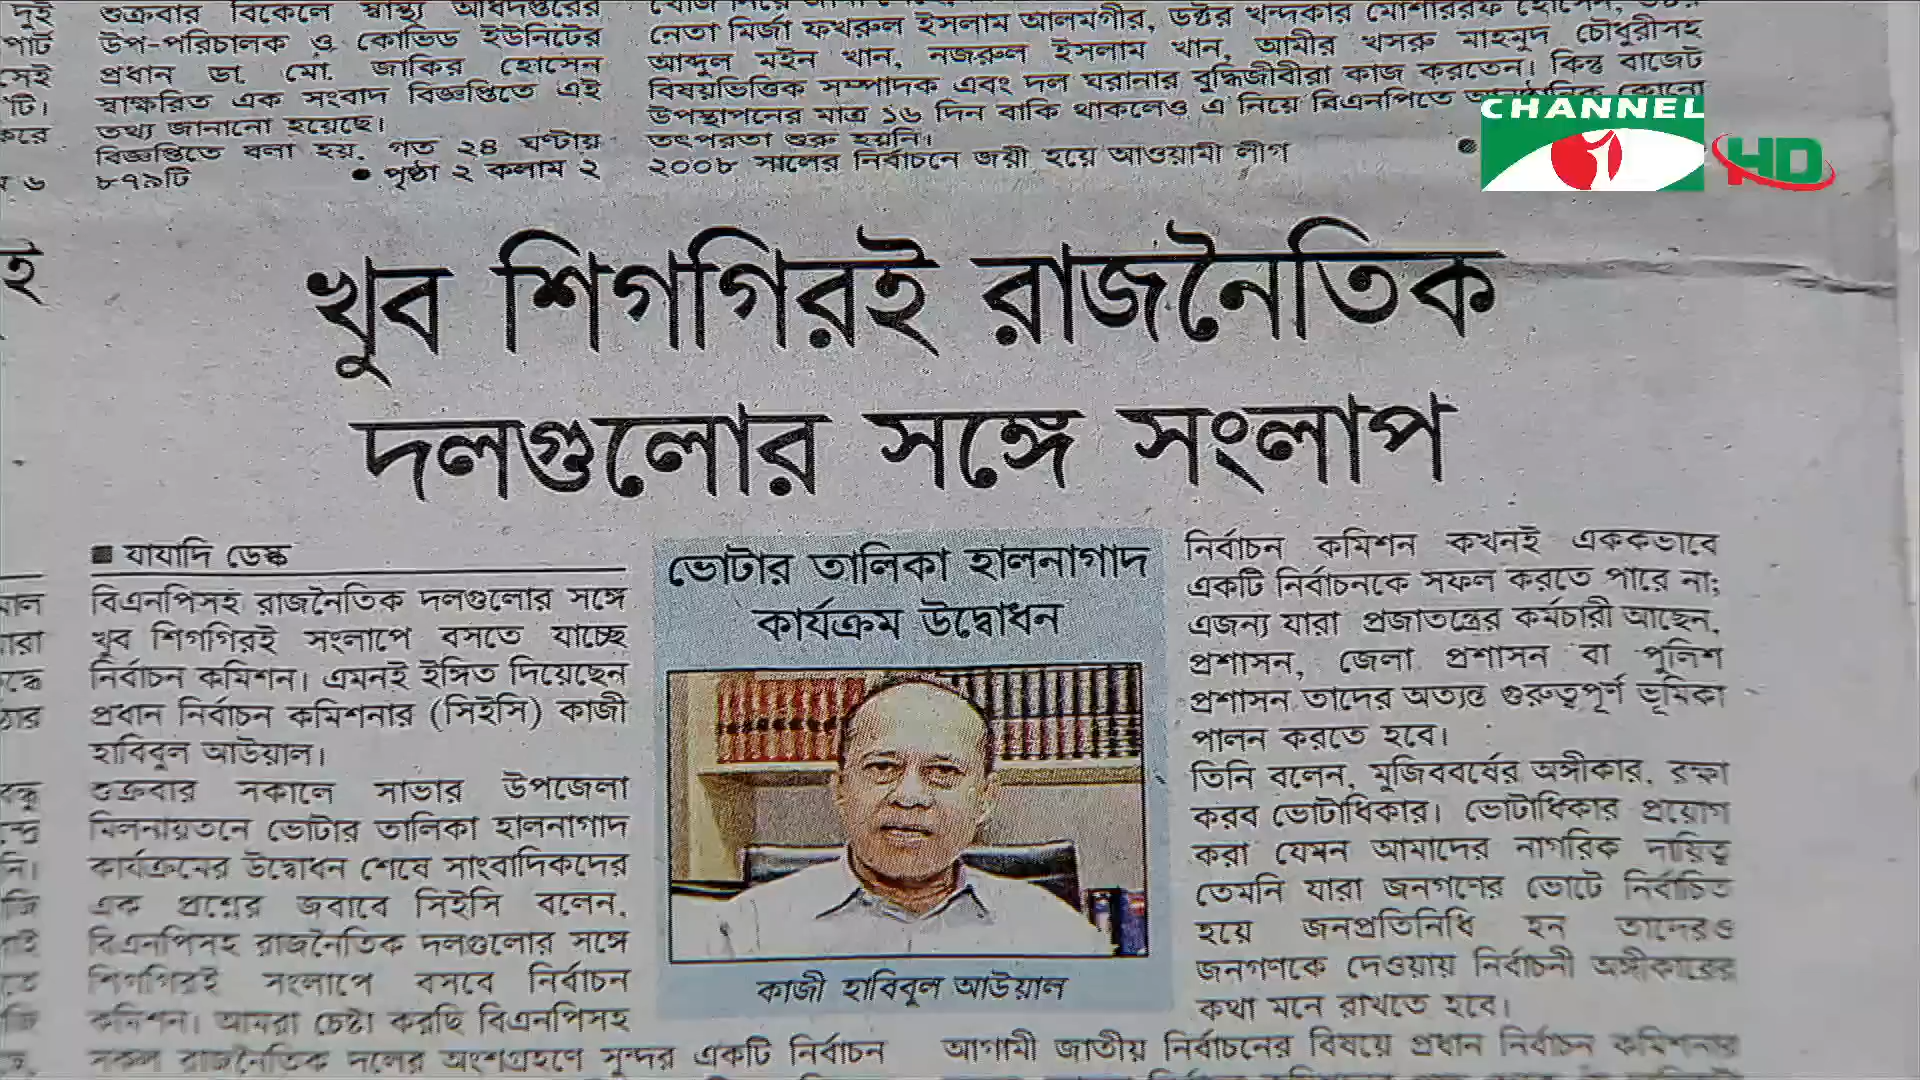 শুক্রবার বিকেলে স্বাস্থ্য অধিদপ্তরের
উপ-পরিচালক ও কোভিড ইউনিটের
প্রধান ডা. মো. জাকির হোসেন
স্বাক্ষরিত এক সংবাদ বিজ্ঞপ্তিতে এই
তথ্য জানানো হয়েছে।
বিজ্ঞপ্তিতে বলা হয়, গত ২৪ ঘণ্টায়
৮৭৯টি ● পৃষ্ঠা ২ কলাম ২
নেতা মির্জা ফখরুল ইসলাম আলমগীর, ডক্টর খন্দকার মোশাররফ হোসেন,
আব্দুল মঈন খান, নজরুল ইসলাম খান, আমীর খসরু মাহমুদ চৌধুরীসহ
বিষয়ভিত্তিক সম্পাদক এবং দল ঘরানার বুদ্ধিজীবীরা কাজ করতেন। কিন্তু বাজেট
উপস্থাপনের মাত্র ১৬ দিন বাকি থাকলেও এ নিয়ে বিএনপিতে
তৎপরতা শুরু হয়নি।
২০০৮ সালের নির্বাচনে জয়ী হয়ে আওয়ামী লীগ
CHANNEL
HD
খুব শিগগিরই রাজনৈতিক
দলগুলোর সঙ্গে সংলাপ
■ যাযাদি ডেস্ক
বিএনপিসহ রাজনৈতিক দলগুলোর সঙ্গে
খুব শিগগিরই সংলাপে বসতে যাচ্ছে
নির্বাচন কমিশন। এমনই ইঙ্গিত দিয়েছেন
প্রধান নির্বাচন কমিশনার (সিইসি) কাজী
হাবিবুল আউয়াল।
শুক্রবার সকালে সাভার উপজেলা
মিলনায়তনে ভোটার তালিকা হালনাগাদ
কার্যক্রমের উদ্বোধন শেষে সাংবাদিকদের
এক প্রশ্নের জবাবে সিইসি বলেন,
বিএনপিসহ রাজনৈতিক দলগুলোর সঙ্গে
শিগগিরই সংলাপে বসবে নির্বাচন
কমিশন। আমরা চেষ্টা করছি বিএনপিসহ
সকল রাজনৈতিক দলের অংশগ্রহণে সুন্দর একটি নির্বাচন
ভোটার তালিকা হালনাগাদ
কার্যক্রম উদ্বোধন
কাজী হাবিবুল আউয়াল
নির্বাচন কমিশন কখনই এককভাবে
একটি নির্বাচনকে সফল করতে পারে না;
এজন্য যারা প্রজাতন্ত্রের কর্মচারী আছেন,
প্রশাসন, জেলা প্রশাসন বা পুলিশ
প্রশাসন তাদের অত্যন্ত গুরুত্বপূর্ণ ভূমিকা
পালন করতে হবে।
তিনি বলেন, মুজিববর্ষের অঙ্গীকার, রক্ষা
করব ভোটাধিকার। ভোটাধিকার প্রয়োগ
করা যেমন আমাদের নাগরিক দায়িত্ব
তেমনি যারা জনগণের ভোটে নির্বাচিত
হয়ে জনপ্রতিনিধি হন তাদেরও
জনগণকে দেওয়ায় নির্বাচনী অঙ্গীকারের
কথা মনে রাখতে হবে।
আগামী জাতীয় নির্বাচনের বিষয়ে প্রধান নির্বাচন কমিশনার